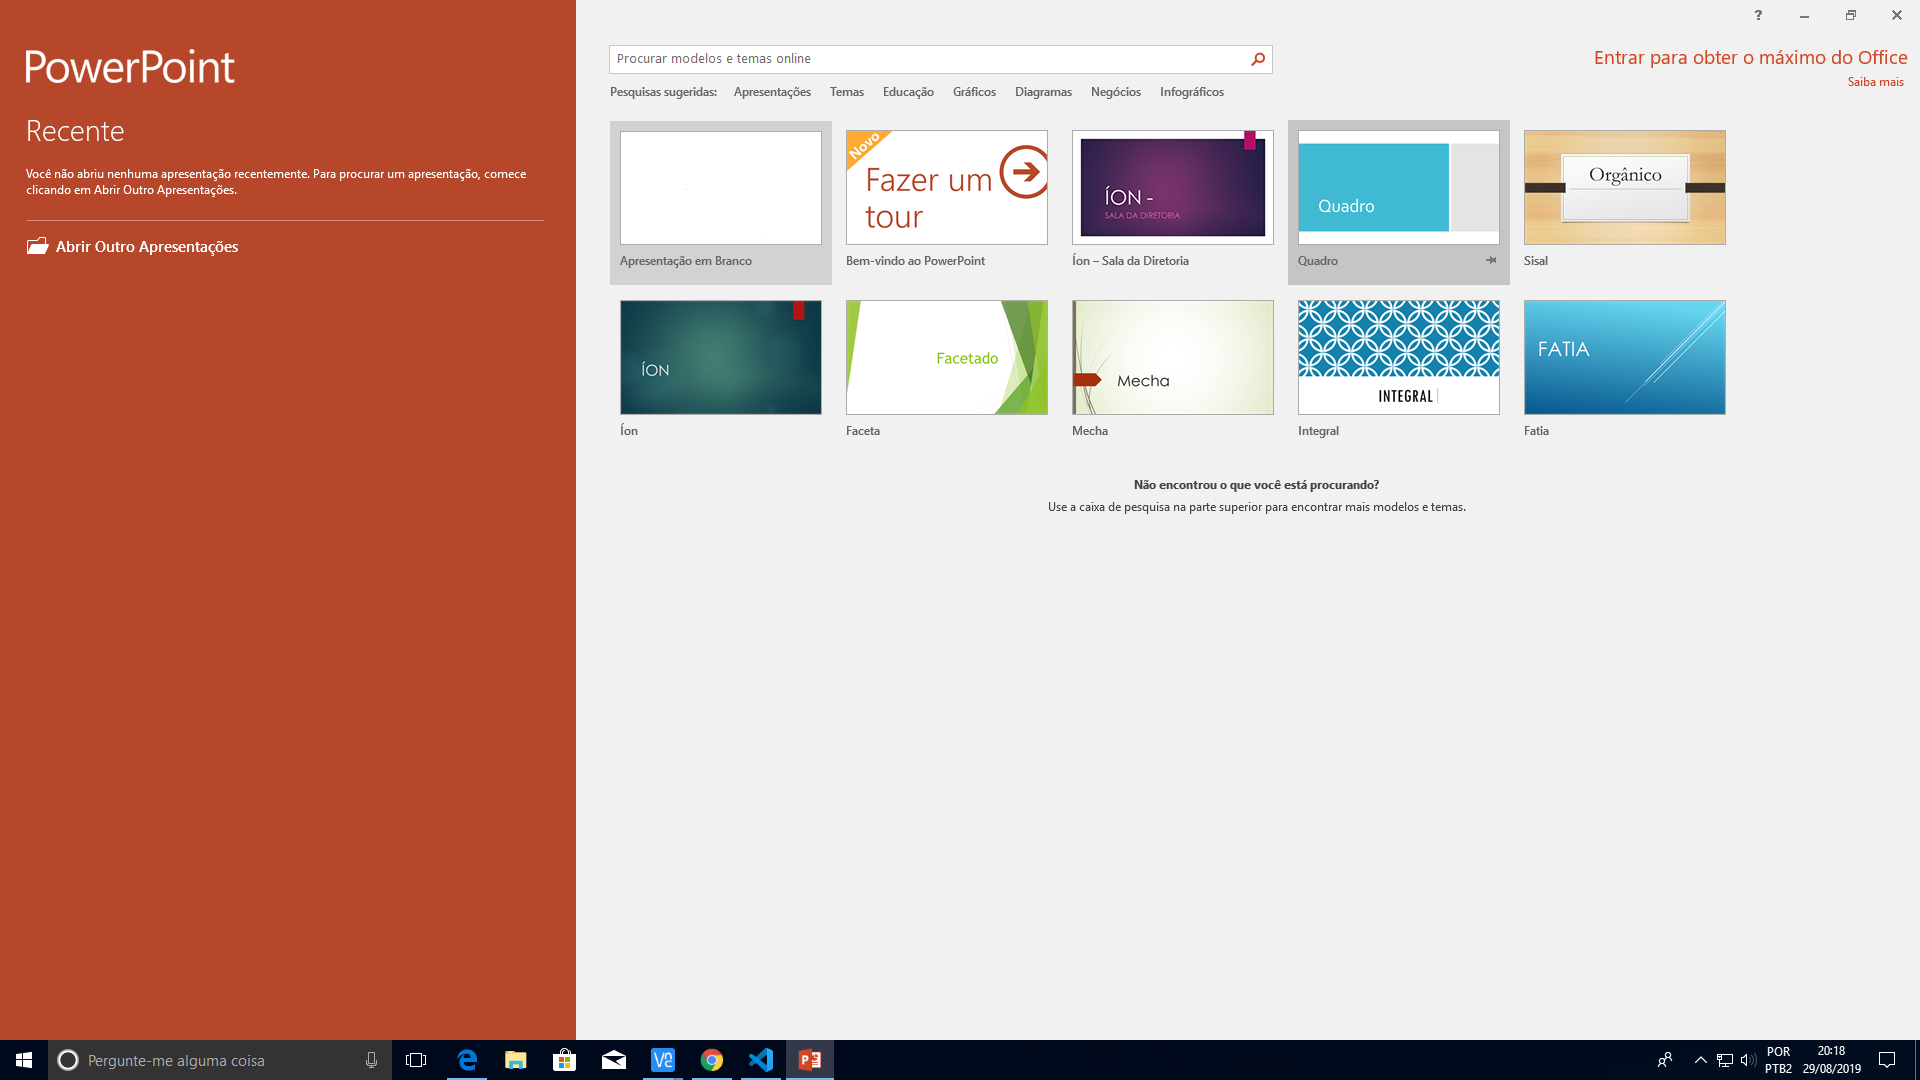 PowerPoint
Recente
Você não abriu nenhuma apresentação recentemente. Para procurar um apresentação, comece
clicando em Abrir Outro Apresentações.
Abrir Outro Apresentações
?
Procurar modelos e temas online
Entrar para obter o máximo do Office
Saiba mais
Pesquisas sugeridas: Apresentações Temas Educação Gráficos Diagramas Negócios Infográficos
Apresentação em Branco
Novo
Fazer um
tour
Bem-vindo ao PowerPoint
ÍON -
SALA DA DIRETORIA
Íon – Sala da Diretoria
Quadro
Quadro
Orgânico
Sisal
ÍON
Íon
Facetado
Faceta
Mecha
Mecha
INTEGRAL
Integral
FATIA
Fatia
Não encontrou o que você está procurando?
Use a caixa de pesquisa na parte superior para encontrar mais modelos e temas.
Pergunte-me alguma coisa
POR
PTB2
20:18
29/08/2019